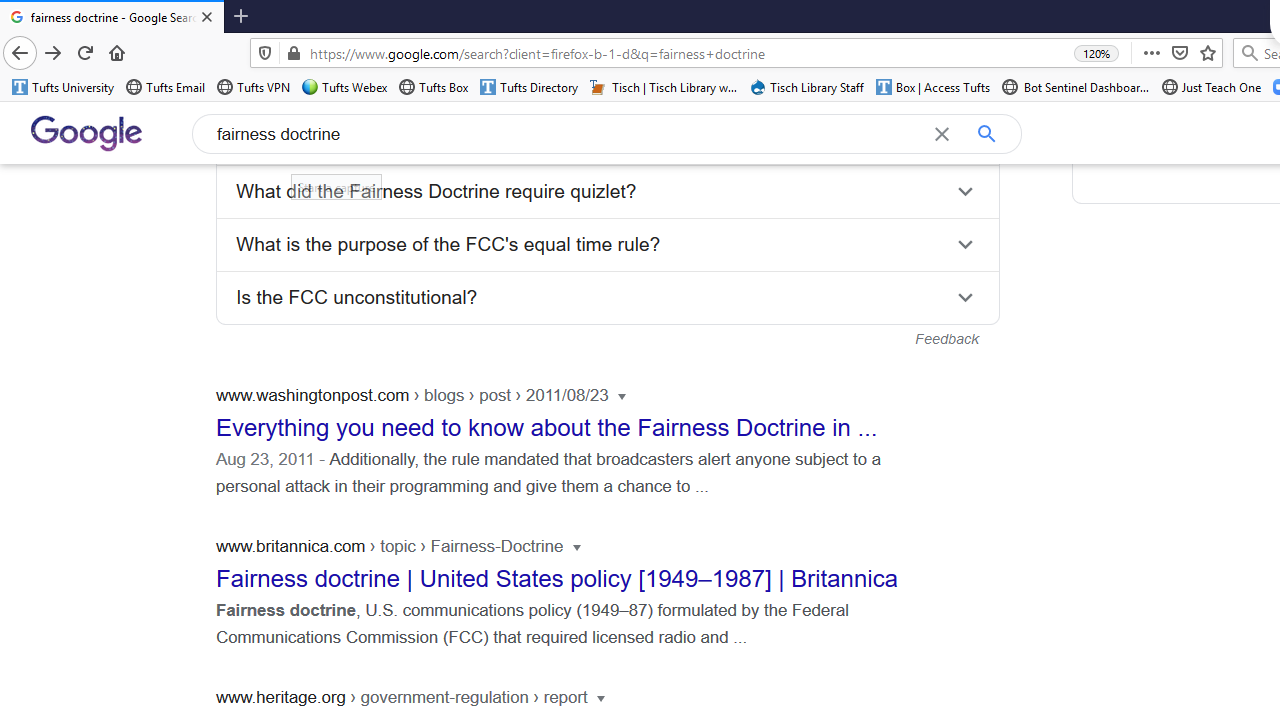 fairness doctrine - Google Sear
https://www.google.com/search?client=firefox-b-1-d&q=fairness+doctrine
120%
Tufts University
Tufts Email
Tufts VPN
Tufts Webex
Tufts Box
Tufts Directory
Tisch | Tisch Library w...
Tisch Library Staff
Box | Access Tufts
Bot Sentinel Dashboar...
Just Teach One
Google
fairness doctrine
What did the Fairness Doctrine require quizlet?
What is the purpose of the FCC's equal time rule?
Is the FCC unconstitutional?
Feedback
www.washingtonpost.com › blogs › post › 2011/08/23
Everything you need to know about the Fairness Doctrine in ...
Aug 23, 2011 - Additionally, the rule mandated that broadcasters alert anyone subject to a
personal attack in their programming and give them a chance to ...
www.britannica.com › topic › Fairness-Doctrine
Fairness doctrine | United States policy [1949–1987] | Britannica
Fairness doctrine, U.S. communications policy (1949–87) formulated by the Federal
Communications Commission (FCC) that required licensed radio and ...
www.heritage.org › government-regulation › report